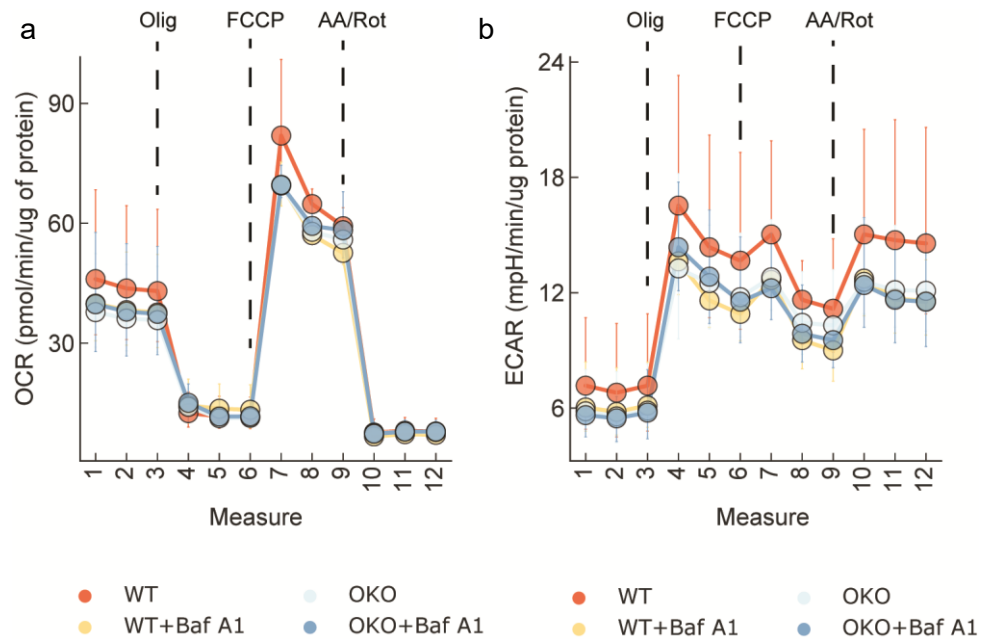 a
Olig
FCCP
AA/Rot
OCR (pmol/min/ug of protein)
90
60
30
1 2 3 4 5 6 7 8 9 10 11 12
Measure
WT
OKO
WT+Baf A1
OKO+Baf A1
b
Olig
FCCP
AA/Rot
ECAR (mpH/min/ug protein)
24
18
12
6
1 2 3 4 5 6 7 8 9 10 11 12
Measure
WT
OKO
WT+Baf A1
OKO+Baf A1